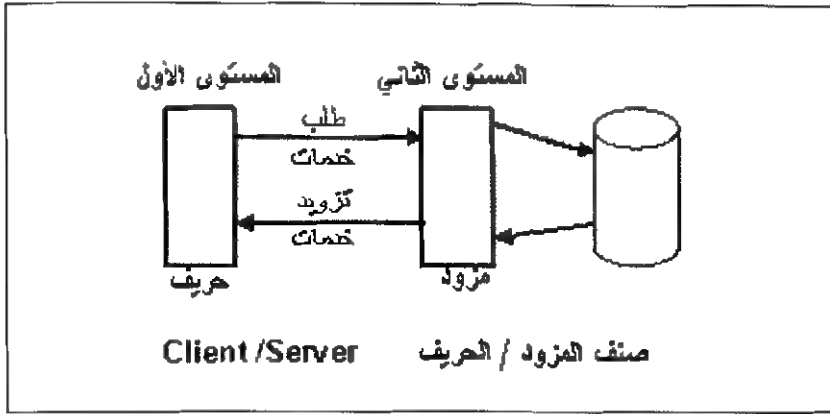 المستوى الأول
المستوى الثاني
طلب
خدمات
تزويد
خدمات
حريف
مزود
Client/Server
صنف المزود / الحريف